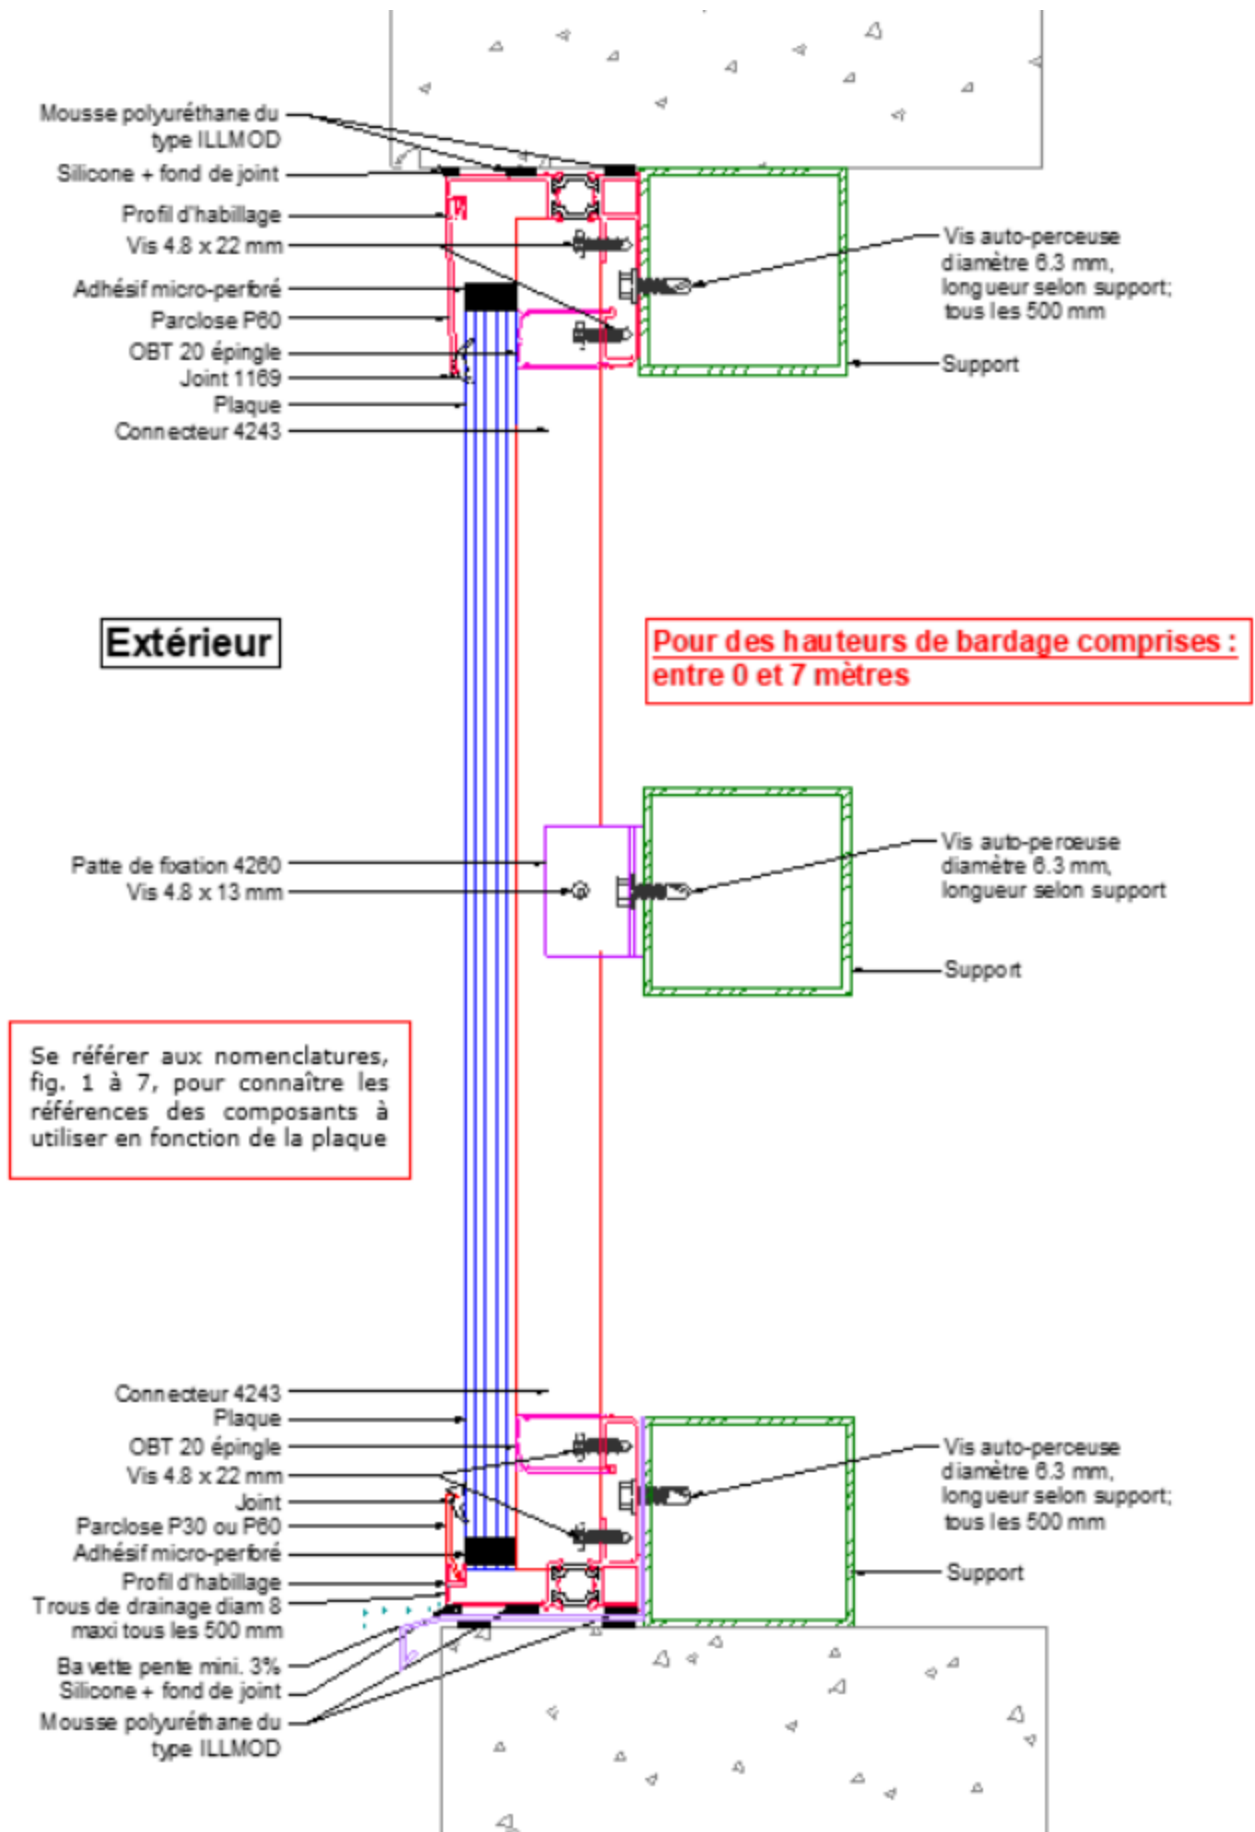 Mousse polyuréthane du
type ILLMOD
Silicone + fond de joint
Profil d'habillage
Vis 4.8 x 22 mm
Adhésif micro-perforé
Parclose P60
OBT 20 épingle
Joint 1169
Plaque
Connecteur 4243
Vis auto-perceuse
diamètre 6.3 mm,
longueur selon support;
tous les 500 mm
Support
Extérieur
Pour des hauteurs de bardage comprises :
entre 0 et 7 mètres
Patte de fixation 4260
Vis 4.8 x 13 mm
Vis auto-perceuse
diamètre 6.3 mm,
longueur selon support
Support
Se référer aux nomenclatures,
fig. 1 à 7, pour connaître les
références des composants à
utiliser en fonction de la plaque
Connecteur 4243
Plaque
OBT 20 épingle
Vis 4.8 x 22 mm
Joint
Parclose P30 ou P60
Adhésif micro-perforé
Profil d'habillage
Trous de drainage diam 8
maxi tous les 500 mm
Bavette pente mini. 3%
Silicone + fond de joint
Mousse polyuréthane du
type ILLMOD
Vis auto-perceuse
diamètre 6.3 mm,
longueur selon support;
tous les 500 mm
Support